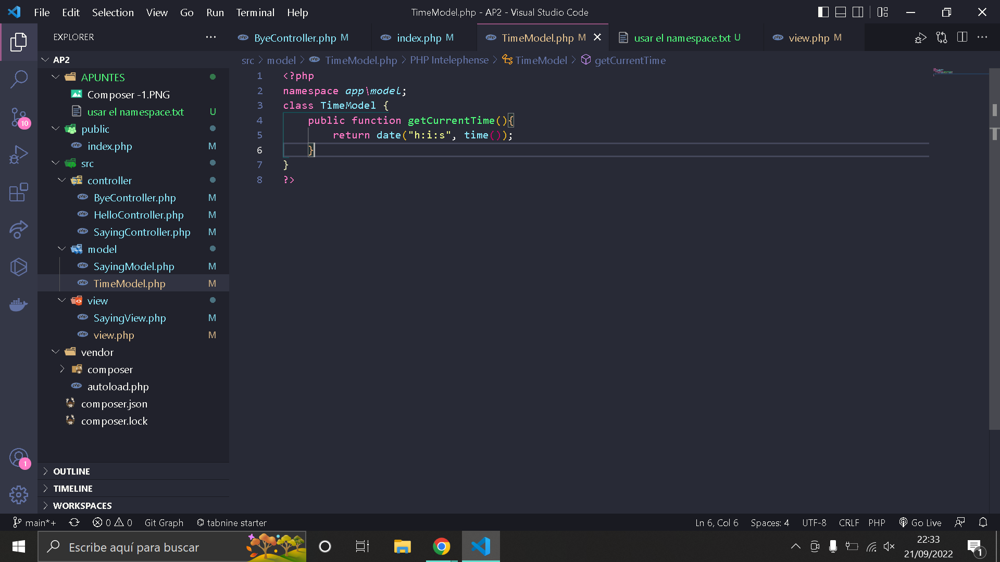 File Edit Selection View Go Run Terminal Help
TimeModel.php - AP2 - Visual Studio Code
EXPLORER
ByeController.php M
index.php M
TimeModel.php M
usar el namespace.txt U
view.php M
AP2
APUNTES
Composer -1.PNG
usar el namespace.txt U
public
index.php M
src
controller
ByeController.php M
HelloController.php M
SayingController.php M
model
SayingModel.php M
TimeModel.php M
view
SayingView.php M
view.php M
vendor
composer
autoload.php
composer.json
composer.lock
OUTLINE
TIMELINE
WORKSPACES
10
1
src > model > TimeModel.php > PHP Intelephense > TimeModel > getCurrentTime
1 <?php
2 namespace app\model;
3 class TimeModel {
4 public function getCurrentTime(){
5 return date("h:i:s", time());
6 }
7 }
8 ?>
main*+ 0 0 Git Graph tabnine starter
Ln 6, Col 6 Spaces: 4 UTF-8 CRLF PHP Go Live
Escribe aquí para buscar
22:33
21/09/2022
1